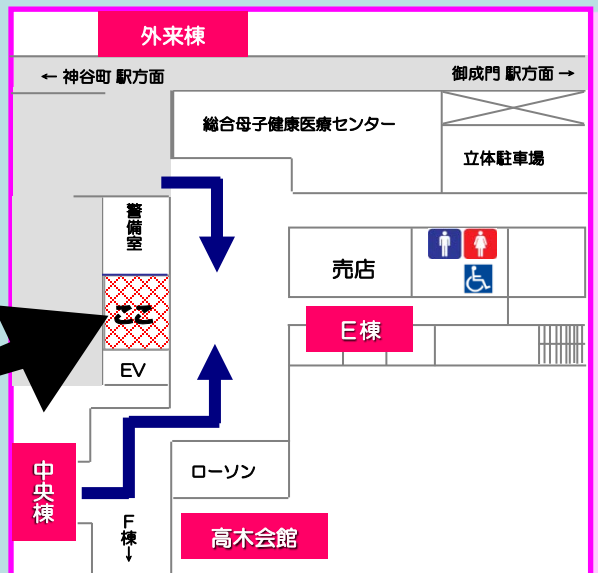 外来棟
← 神谷町 駅方面
御成門 駅方面 →
総合母子健康医療センター
立体駐車場
警備室
売店
ここ
E棟
EV
中央棟
ローソン
F棟↓
高木会館